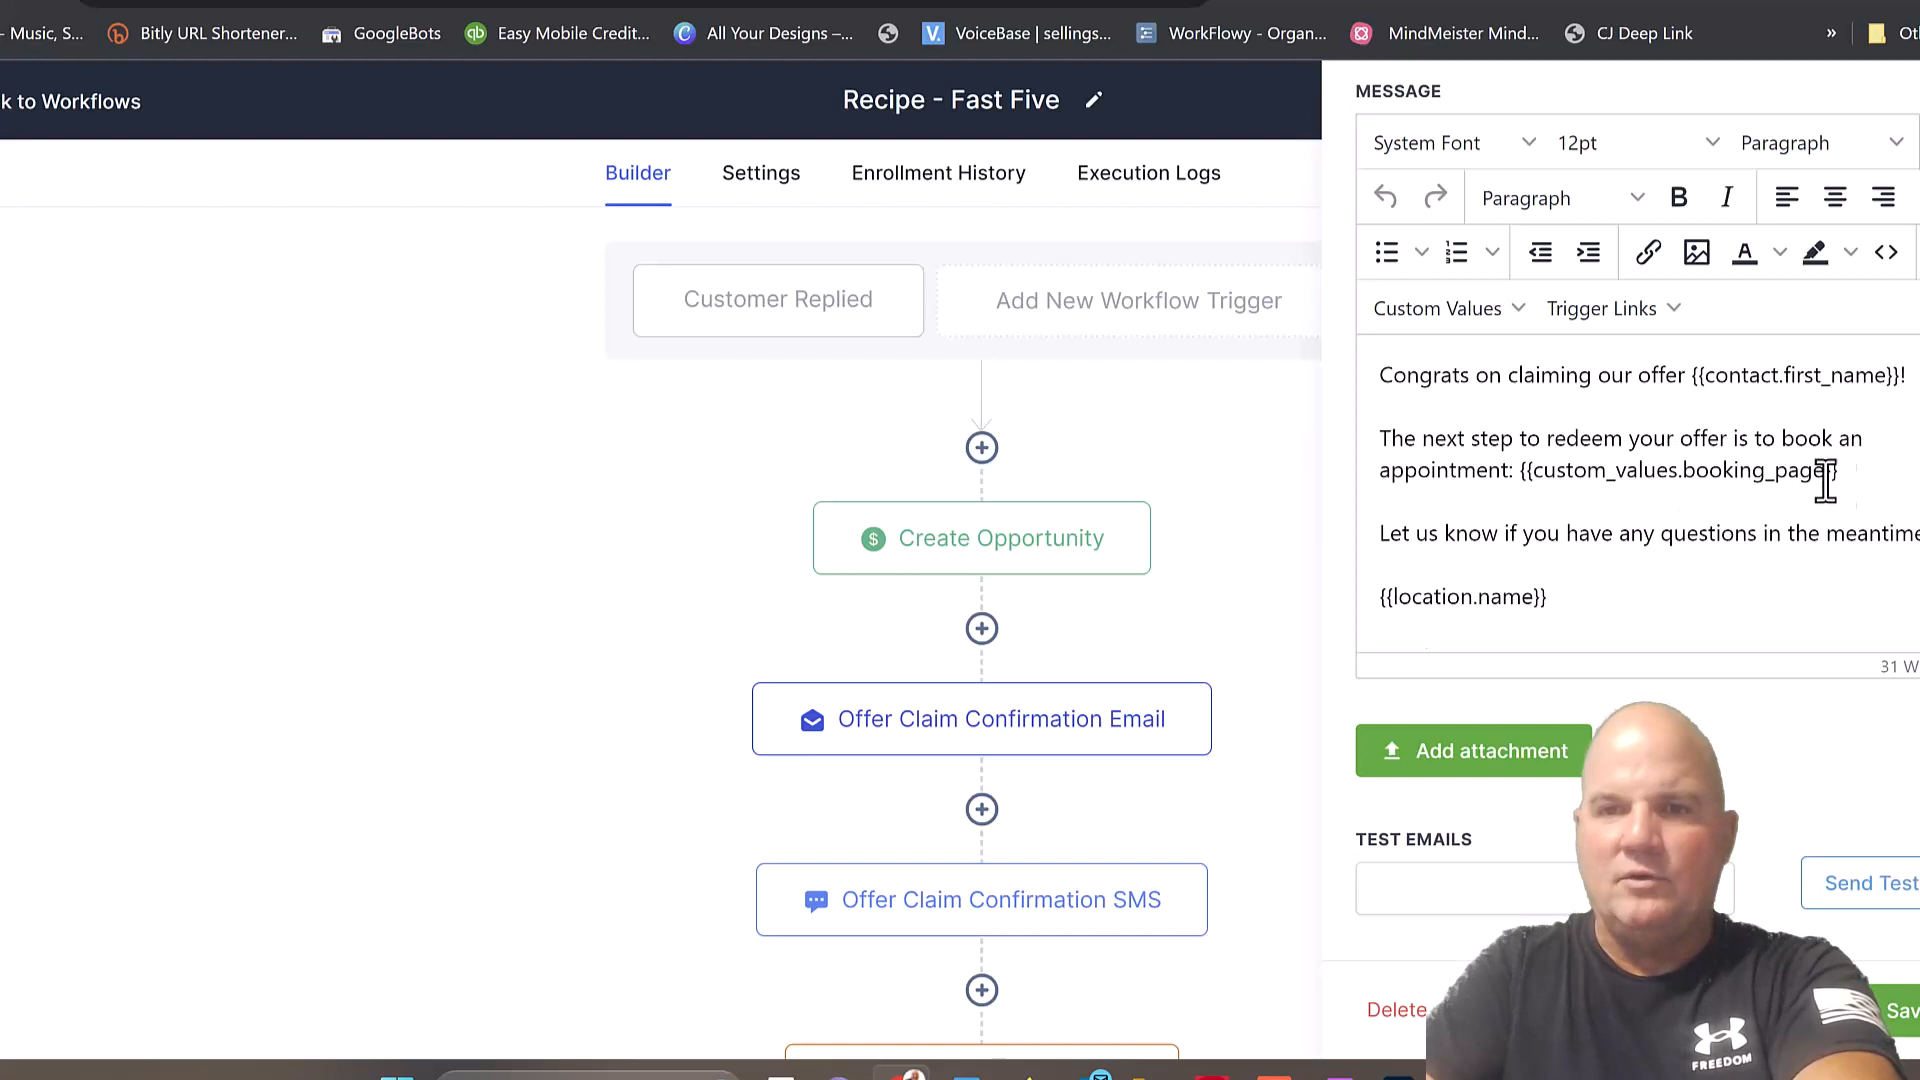 - Music, S...
Bitly URL Shortener...
GoogleBots
qb Easy Mobile Credit...
C All Your Designs –...
V. VoiceBase | sellings...
WorkFlowy - Organ...
MindMeister Mind...
CJ Deep Link
»
Ot
k to Workflows
Recipe - Fast Five
Builder
Settings
Enrollment History
Execution Logs
Customer Replied
Add New Workflow Trigger
$ Create Opportunity
Offer Claim Confirmation Email
Offer Claim Confirmation SMS
MESSAGE
System Font
12pt
Paragraph
Paragraph
B
I
A
Custom Values
Trigger Links
Congrats on claiming our offer {{contact.first_name}}!
The next step to redeem your offer is to book an
appointment: {{custom_values.booking_page}}
Let us know if you have any questions in the meantime
{{location.name}}
31 W
Add attachment
TEST EMAILS
Send Test
Delete
Sav
FREEDOM